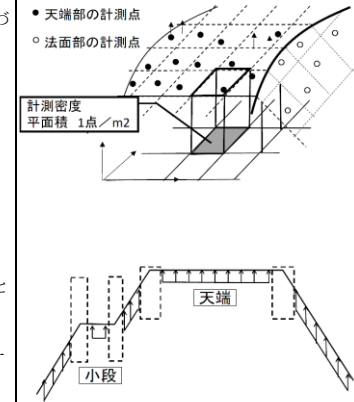 ● 天端部の計測点
○ 法面部の計測点
計測密度
平面積 1点／m2
天端
小段
づ